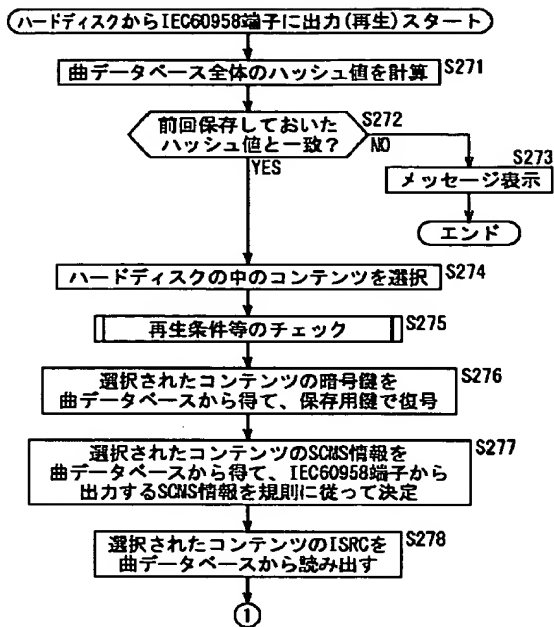 ハードディスクからIEC60958端子に出力(再生)スタート
曲データベース全体のハッシュ値を計算
S271
前回保存しておいた
ハッシュ値と一致？
S272
NO
YES
S273
メッセージ表示
エンド
ハードディスクの中のコンテンツを選択
S274
再生条件等のチェック
S275
選択されたコンテンツの暗号鍵を
曲データベースから得て、保存用鍵で復号
S276
選択されたコンテンツのSCMS情報を
曲データベースから得て、IEC60958端子から
出力するSCMS情報を規則に従って決定
S277
選択されたコンテンツのISRCを
曲データベースから読み出す
S278
①